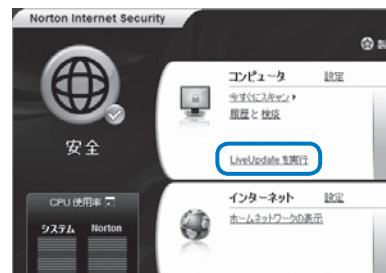 Norton Internet Security
製
コンピュータ 設定
今すぐにスキャン
履歴 と 検疫
安全
LiveUpdate を実行
CPU 使用率
インターネット 設定
ホームネットワークの表示
システム Norton